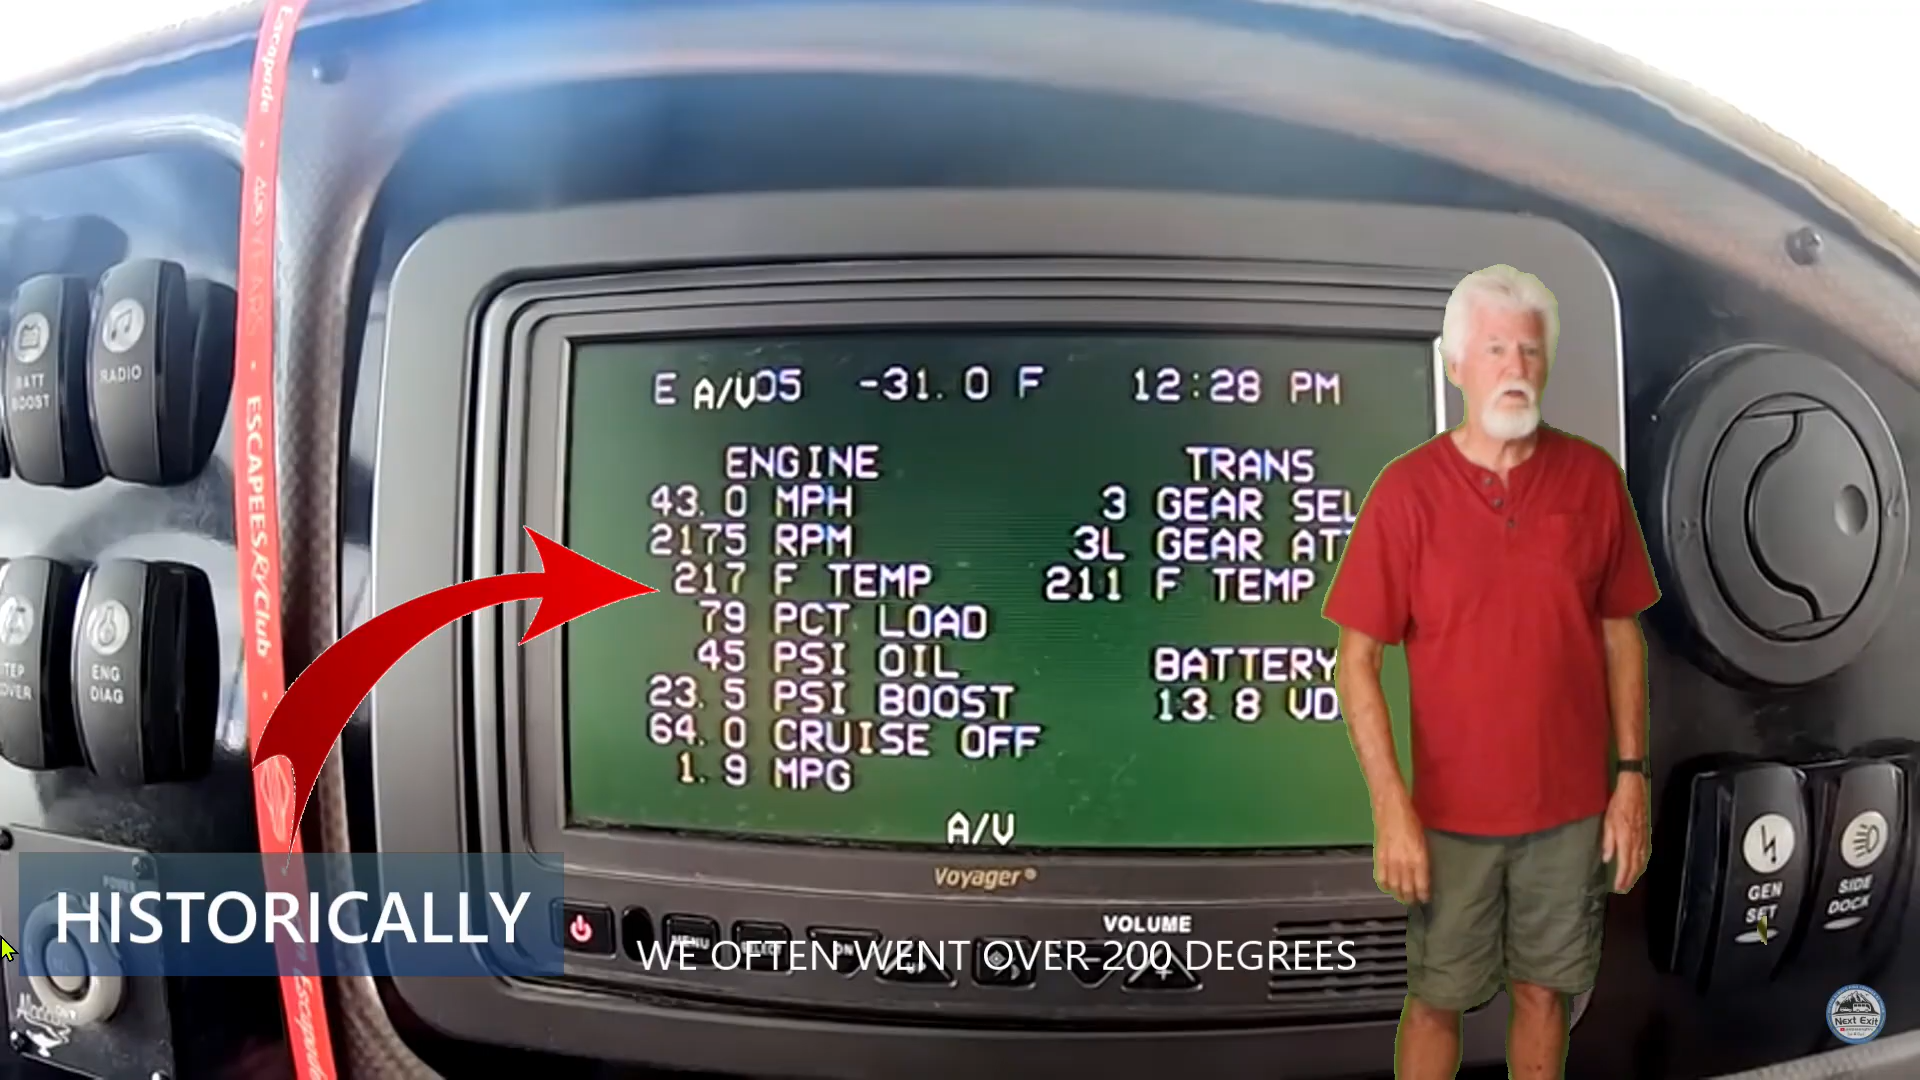 Escapade
ESCAPEES RV Club
BATT
BOOST
RADIO
ENG
DIAG
E A/V05 -31.0 F 12:28 PM
ENGINE TRANS
43.0 MPH 3 GEAR SEL
2175 RPM 3L GEAR AT
217 F TEMP 211 F TEMP
79 PCT LOAD
45 PSI OIL BATTERY
23.5 PSI BOOST 13.8 VD
64.0 CRUISE OFF
1.9 MPG
A/V
Voyager®
VOLUME
MENU
HISTORICALLY
WE OFTEN WENT OVER 200 DEGREES
GEN
SET
SIDE
DOCK
Next Exit